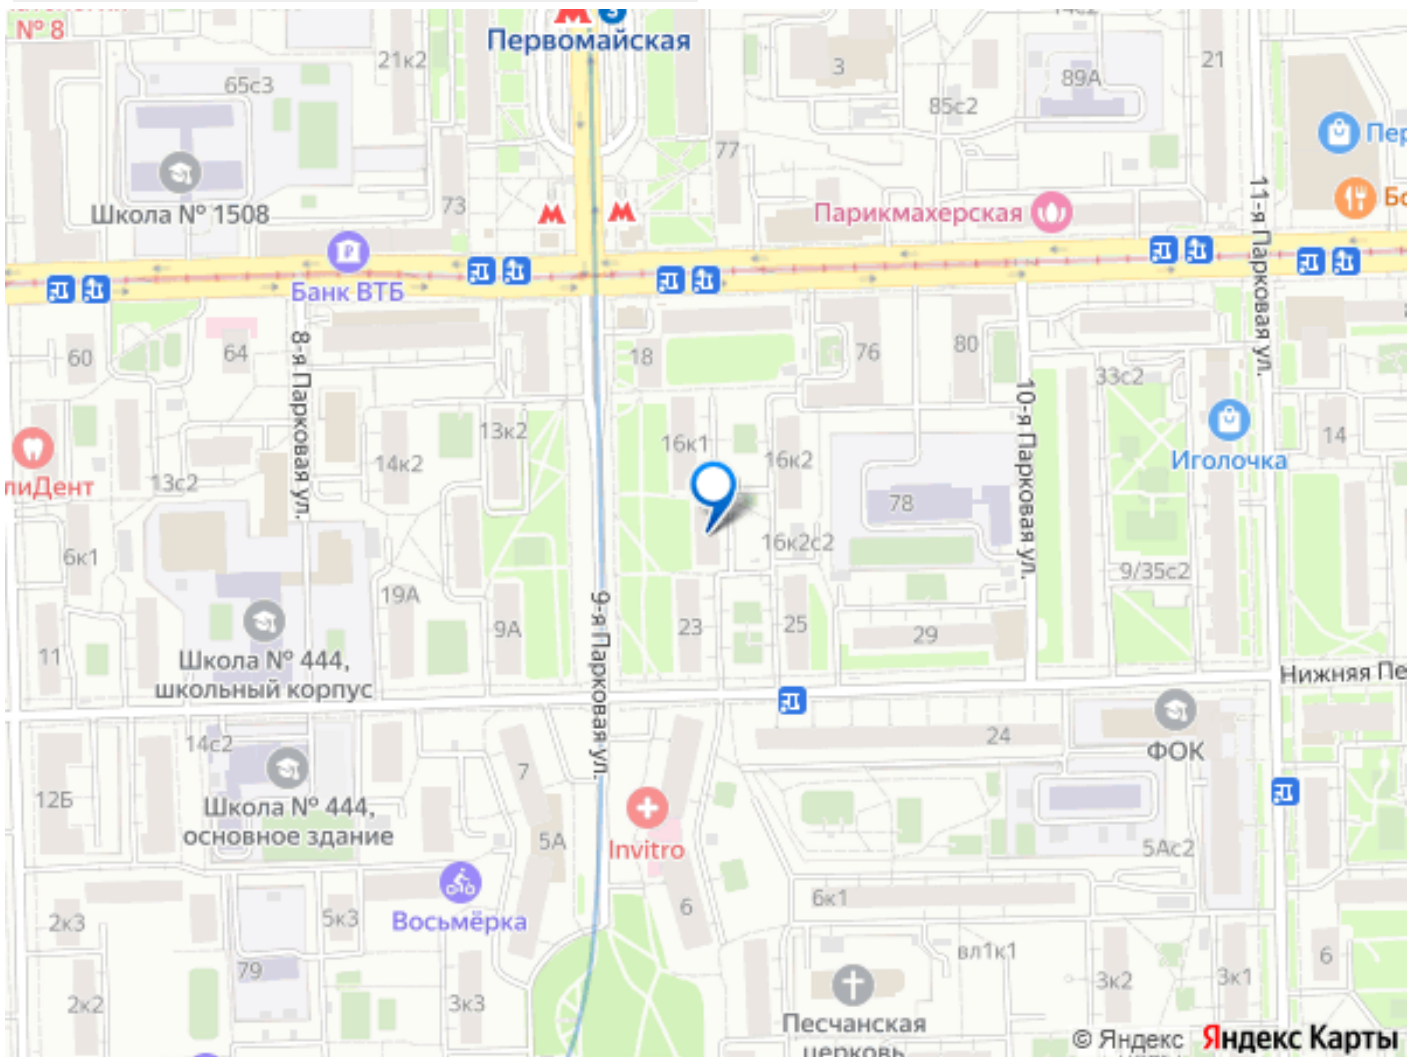 № 8
3
Первомайская
21к2
65с3
3
89А
21
85с2
77
Школа № 1508
73
Парикмахерская
11-я Парковая ул.
Банк ВТБ
60
64
8-я Парковая ул.
18
76
80
33с2
10-я Парковая ул.
13к2
16к1
16к2
14
Иголочка
14к2
13с2
лиДент
78
6к1
16к2с2
9/35с2
19А
9-я Парковая ул.
9А
23
25
29
11
Школа № 444,
школьный корпус
Нижняя Пе
14с2
24
ФОК
7
12Б
Школа № 444,
основное здание
5А
Invitro
5Ас2
6к1
6
Восьмёрка
5к3
2к3
вл1к1
79
3к2
3к1
6
2к2
3к3
Песчанская
церковь
© Яндекс Яндекс Карты